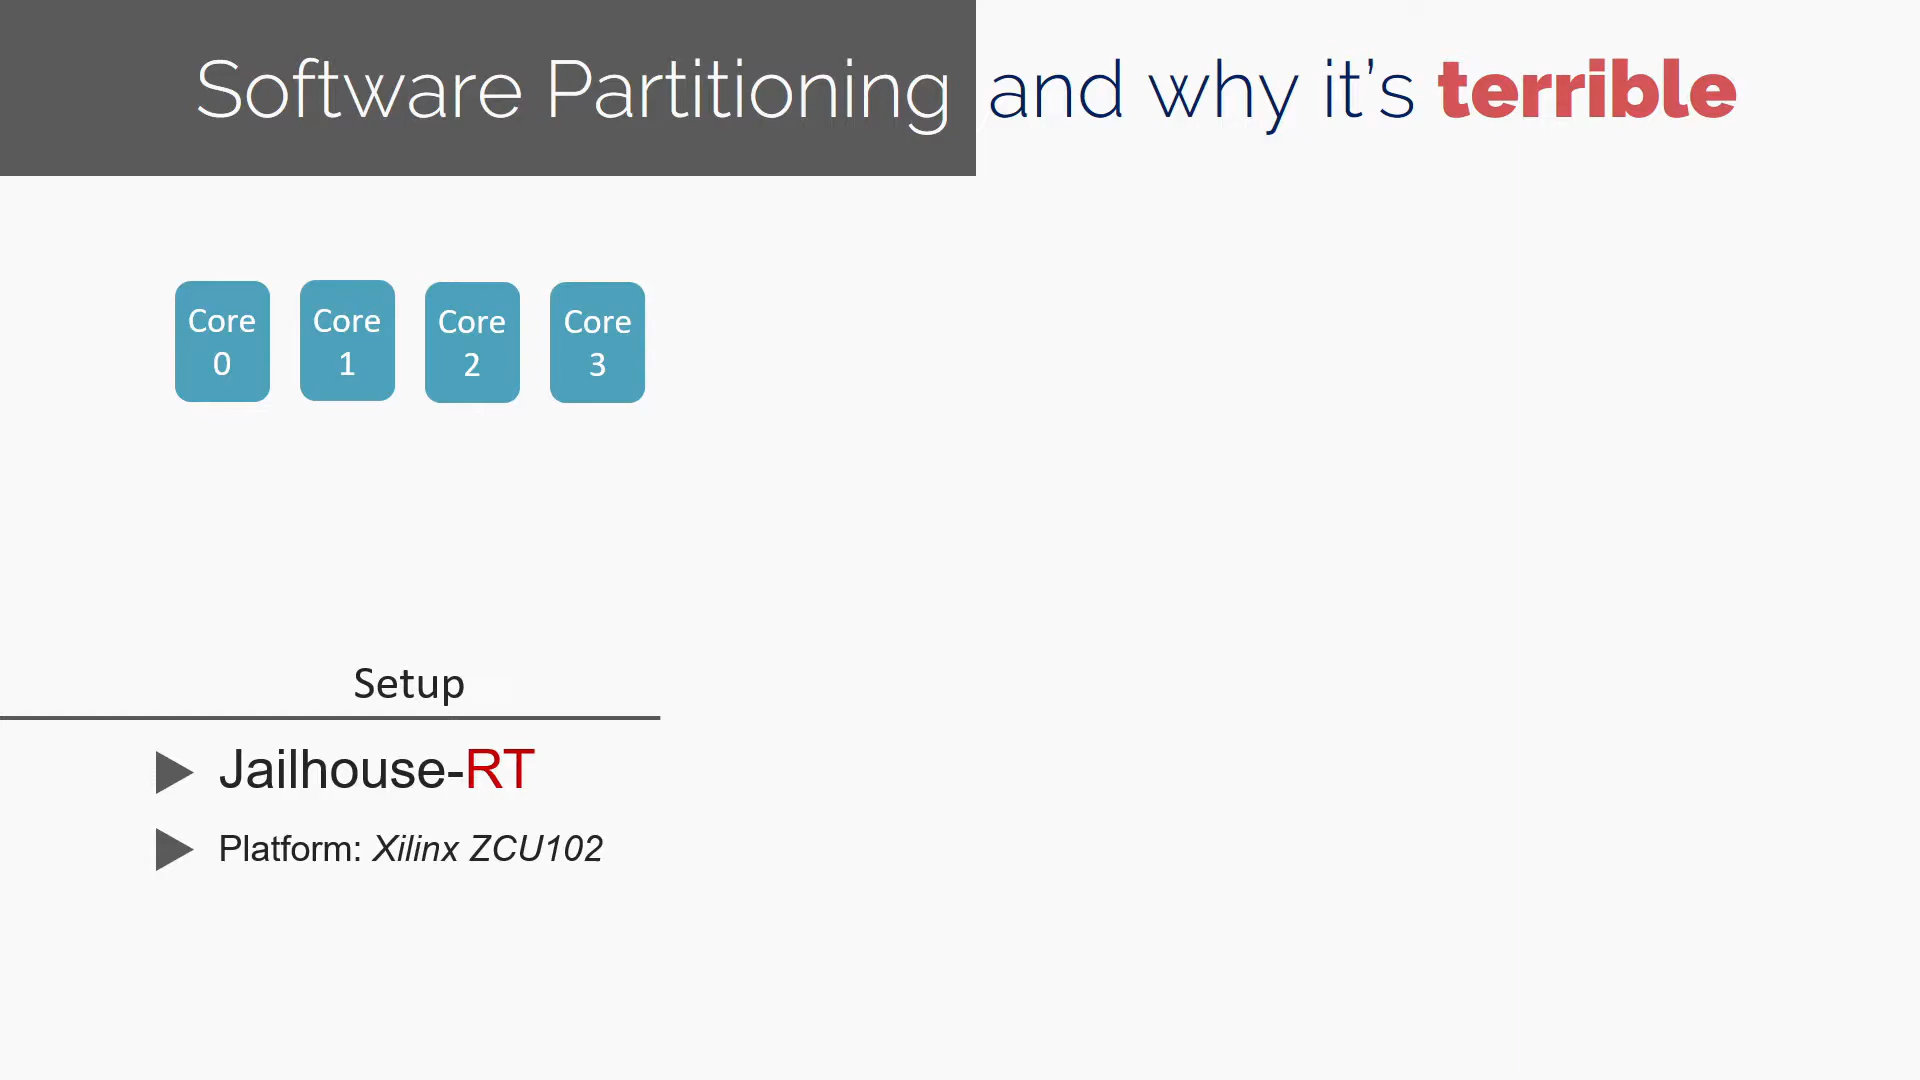 Software Partitioning and why it’s terrible
Core 0
Core 1
Core 2
Core 3
Setup
Jailhouse-RT
Platform: Xilinx ZCU102